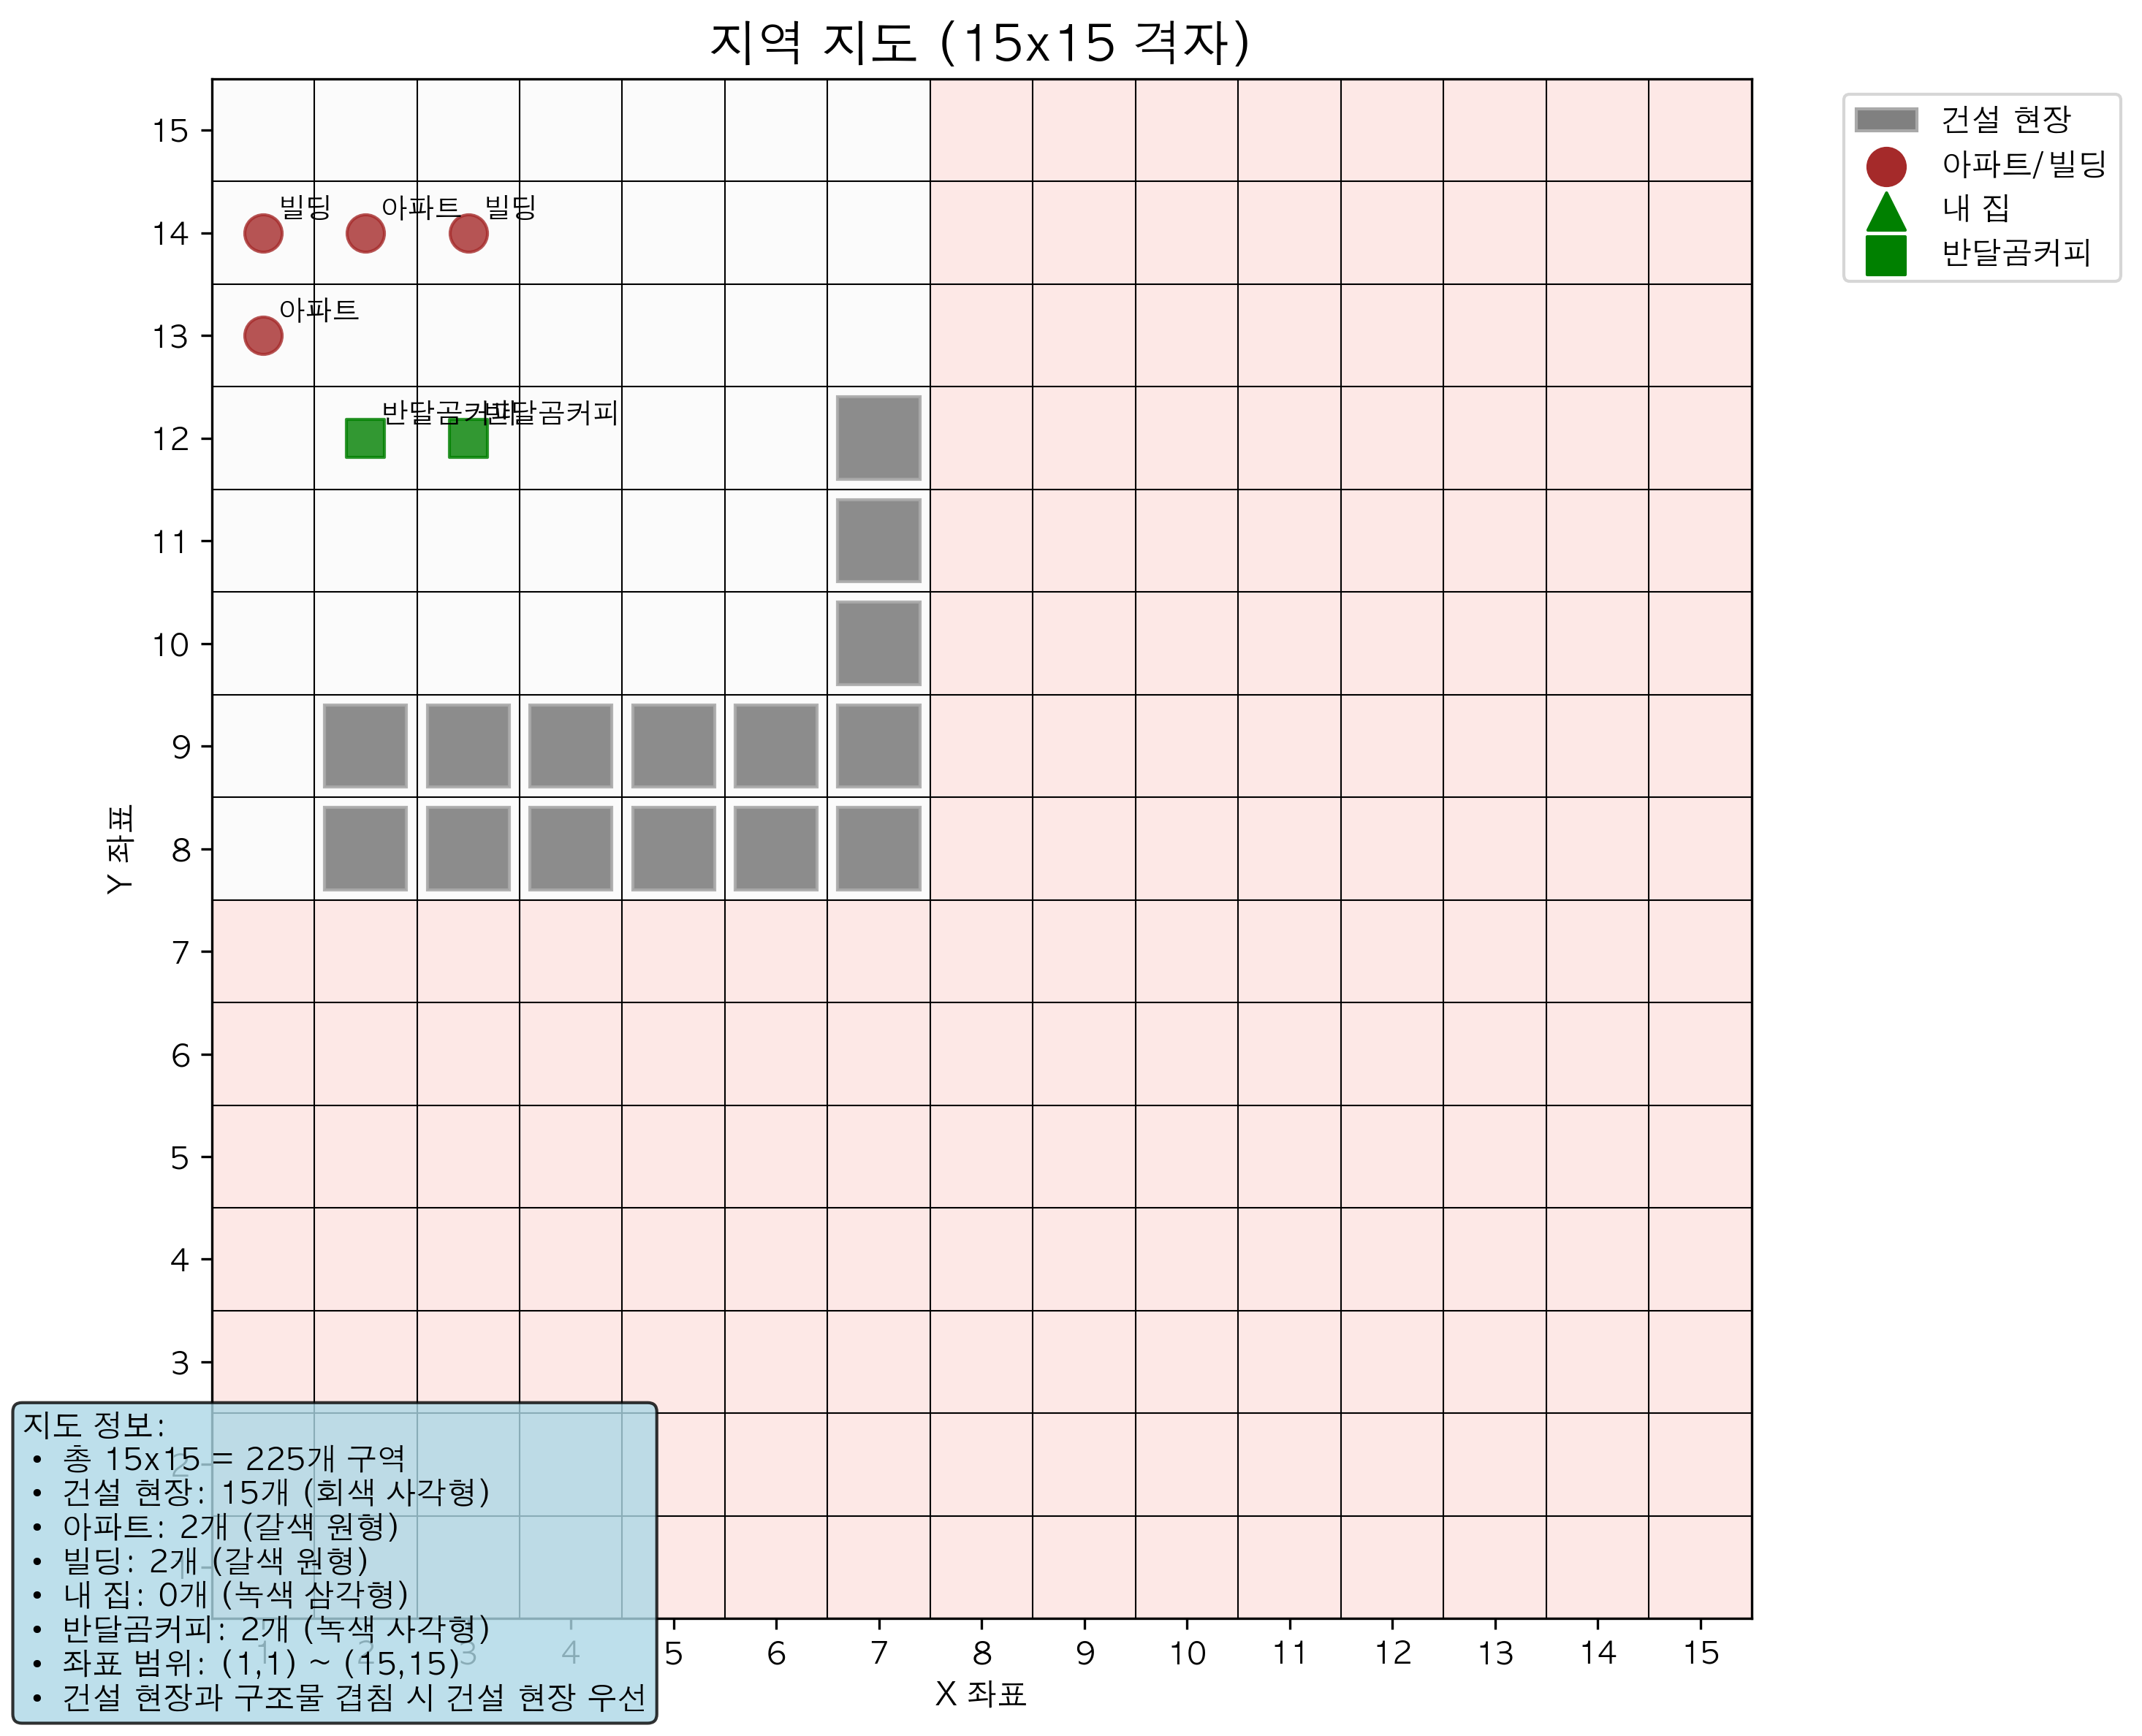 지역 지도 (15x15 격자)
건설 현장
아파트/빌딩
내 집
반달곰커피
15
14
13
12
11
10
9
8
7
6
5
4
3
2
1
Y 좌표
빌딩
아파트
빌딩
아파트
반달곰커피
반달곰커피
지도 정보:
• 총 15x15 = 225개 구역
• 건설 현장: 15개 (회색 사각형)
• 아파트: 2개 (갈색 원형)
• 빌딩: 2개 (갈색 원형)
• 내 집: 0개 (녹색 삼각형)
• 반달곰커피: 2개 (녹색 사각형)
• 좌표 범위: (1,1) ~ (15,15)
• 건설 현장과 구조물 겹침 시 건설 현장 우선
1 2 3 4 5 6 7 8 9 10 11 12 13 14 15
X 좌표